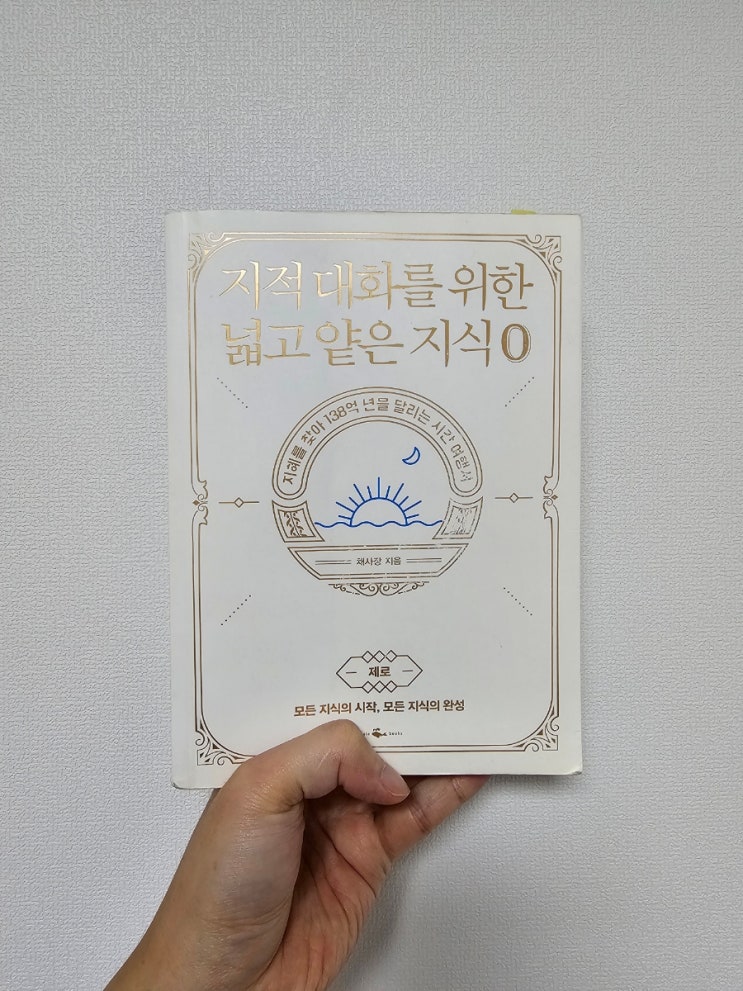 지적 대화를 위한
넓고 얕은 지식 0
지혜를 찾아 138억 년을 달리는 시간 여행서
채사장 지음
제로
모든 지식의 시작, 모든 지식의 완성
books